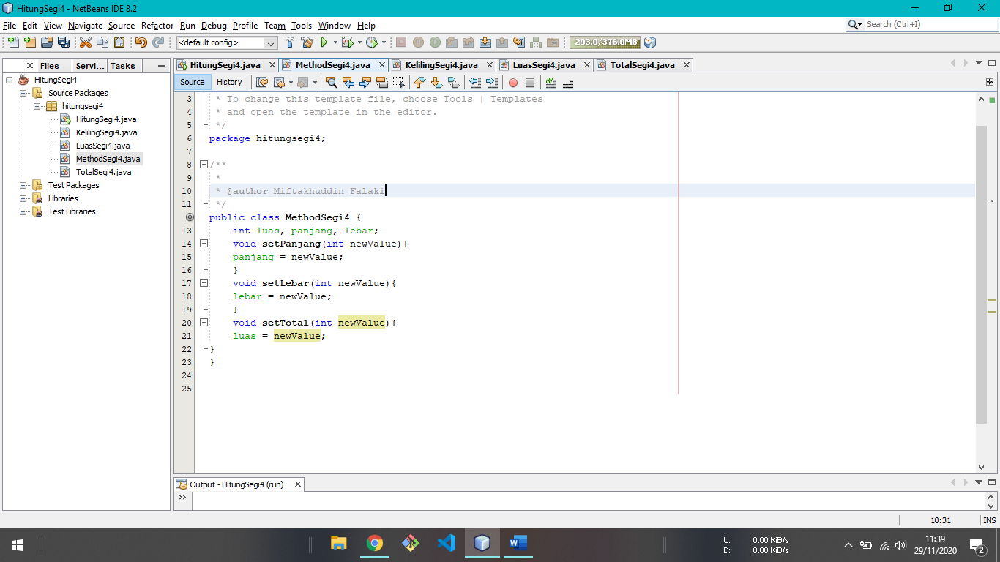 HitungSegi4 - NetBeans IDE 8.2
File Edit View Navigate Source Refactor Run Debug Profile Team Tools Window Help
Search (Ctrl+I)
<default config>
293.0/376.0MB
Files Servi... Tasks
HitungSegi4
Source Packages
hitungsegi4
HitungSegi4.java
KelilingSegi4.java
LuasSegi4.java
MethodSegi4.java
TotalSegi4.java
Test Packages
Libraries
Test Libraries
HitungSegi4.java MethodSegi4.java KelilingSegi4.java LuasSegi4.java TotalSegi4.java
Source History
3 * To change this template file, choose Tools | Templates
4 * and open the template in the editor.
5 */
6 package hitungsegi4;
7
8 /**
9 *
10 * @author Miftakhuddin Falaki
11 */
public class MethodSegi4 {
13 int luas, panjang, lebar;
14 void setPanjang(int newValue){
15 panjang = newValue;
16 }
17 void setLebar(int newValue){
18 lebar = newValue;
19 }
20 void setTotal(int newValue){
21 luas = newValue;
22 }
23 }
24
25
Output - HitungSegi4 (run)
10:31 INS
U: 0.00 KiB/s
D: 0.00 KiB/s
11:39
29/11/2020
2